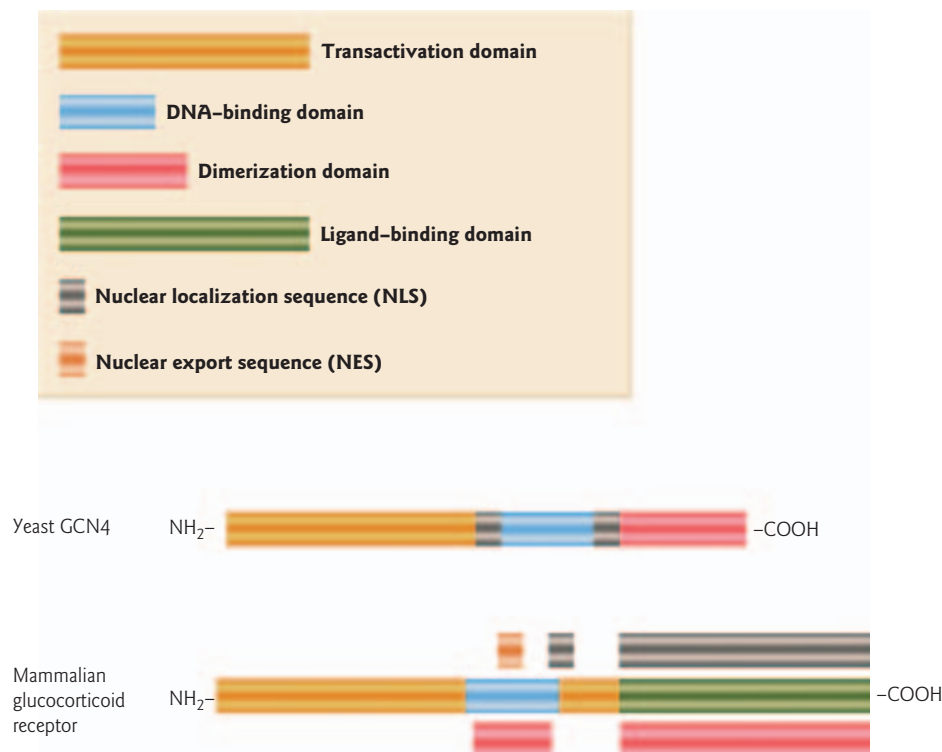 Transactivation domain
DNA–binding domain
Dimerization domain
Ligand–binding domain
Nuclear localization sequence (NLS)
Nuclear export sequence (NES)
Yeast GCN4 NH₂– –COOH
Mammalian
glucocorticoid NH₂– –COOH
receptor